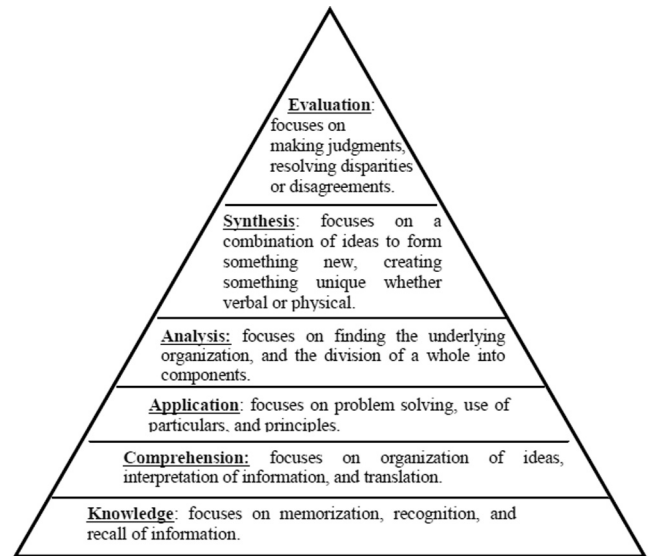 Evaluation:
focuses on
making judgments,
resolving disparities
or disagreements.
Synthesis: focuses on a
combination of ideas to form
something new, creating
something unique whether
verbal or physical.
Analysis: focuses on finding the underlying
organization, and the division of a whole into
components.
Application: focuses on problem solving, use of
particulars, and principles.
Comprehension: focuses on organization of ideas,
interpretation of information, and translation.
Knowledge: focuses on memorization, recognition, and
recall of information.